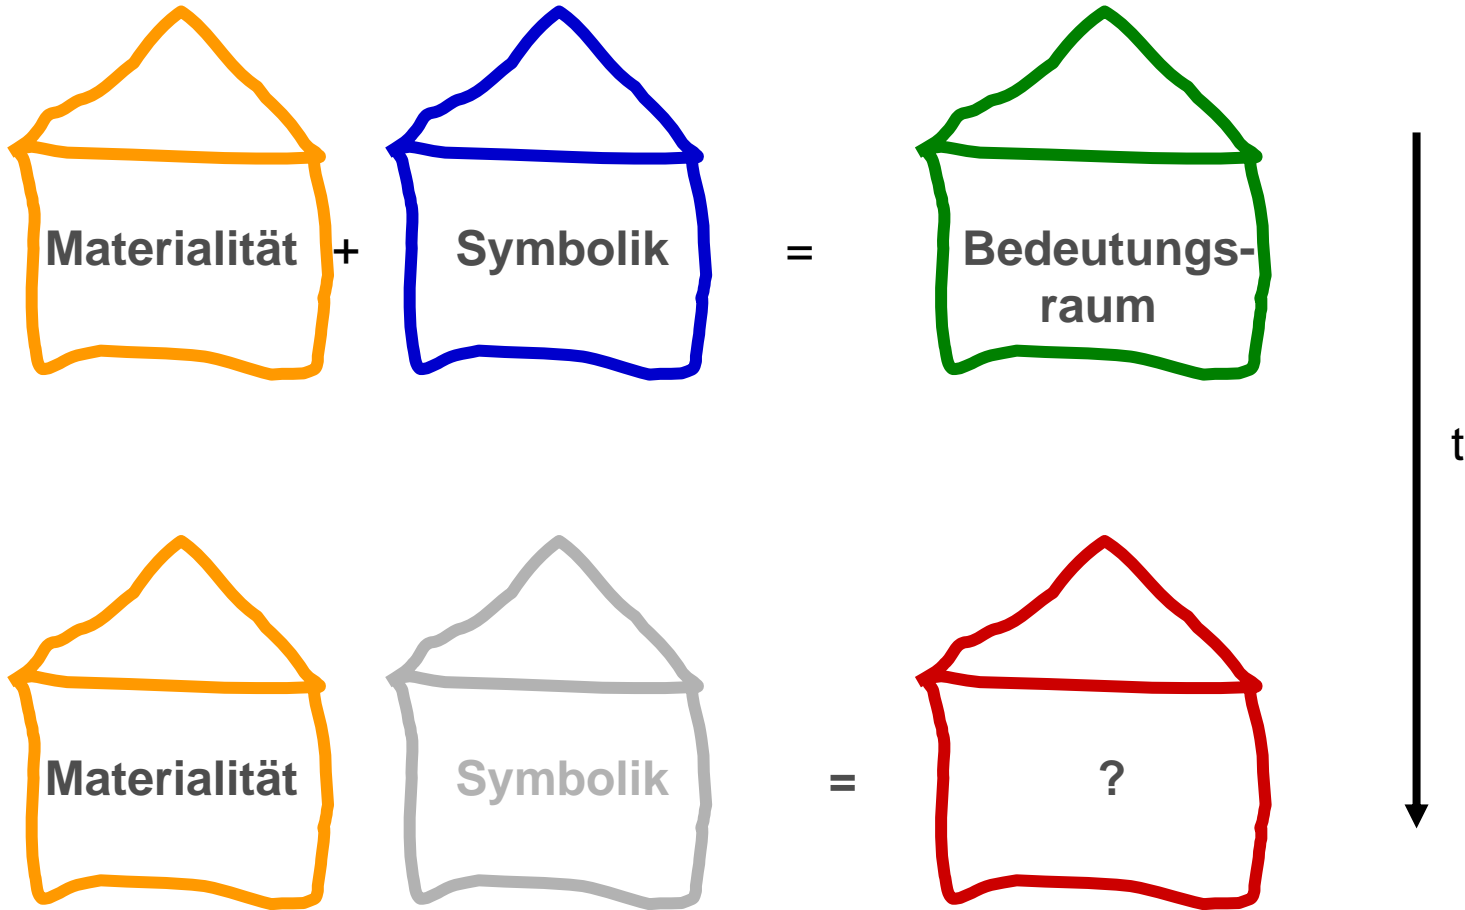 Materialität + Symbolik = Bedeutungs-
raum
t
Materialität Symbolik = ?